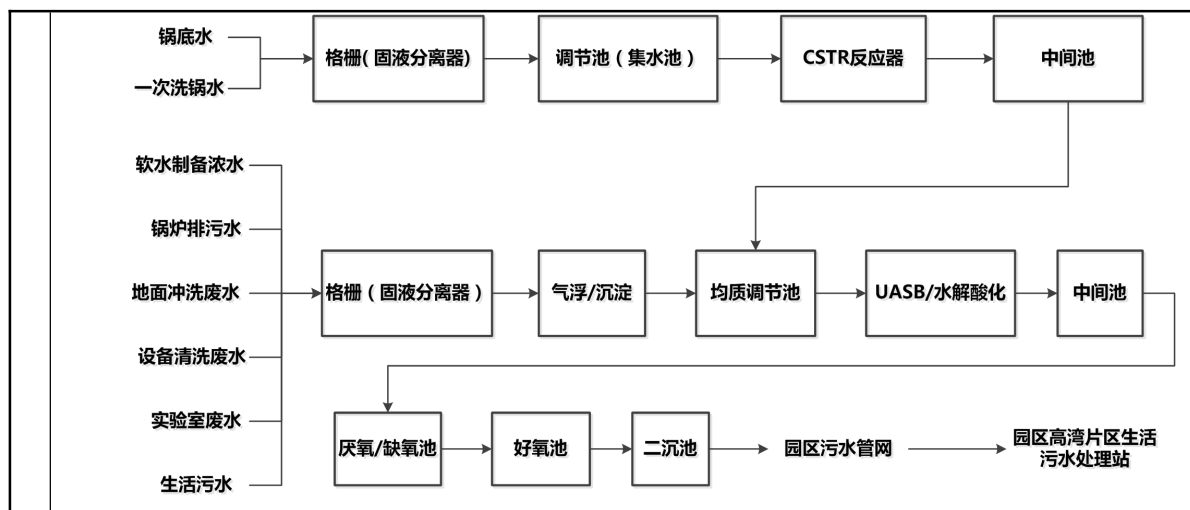 锅底水
一次洗锅水
格栅（固液分离器）
调节池（集水池）
CSTR反应器
中间池
软水制备浓水
锅炉排污水
地面冲洗废水
设备清洗废水
实验室废水
生活污水
格栅（固液分离器）
气浮/沉淀
均质调节池
UASB/水解酸化
中间池
厌氧/缺氧池
好氧池
二沉池
园区污水管网
园区高湾片区生活
污水处理站